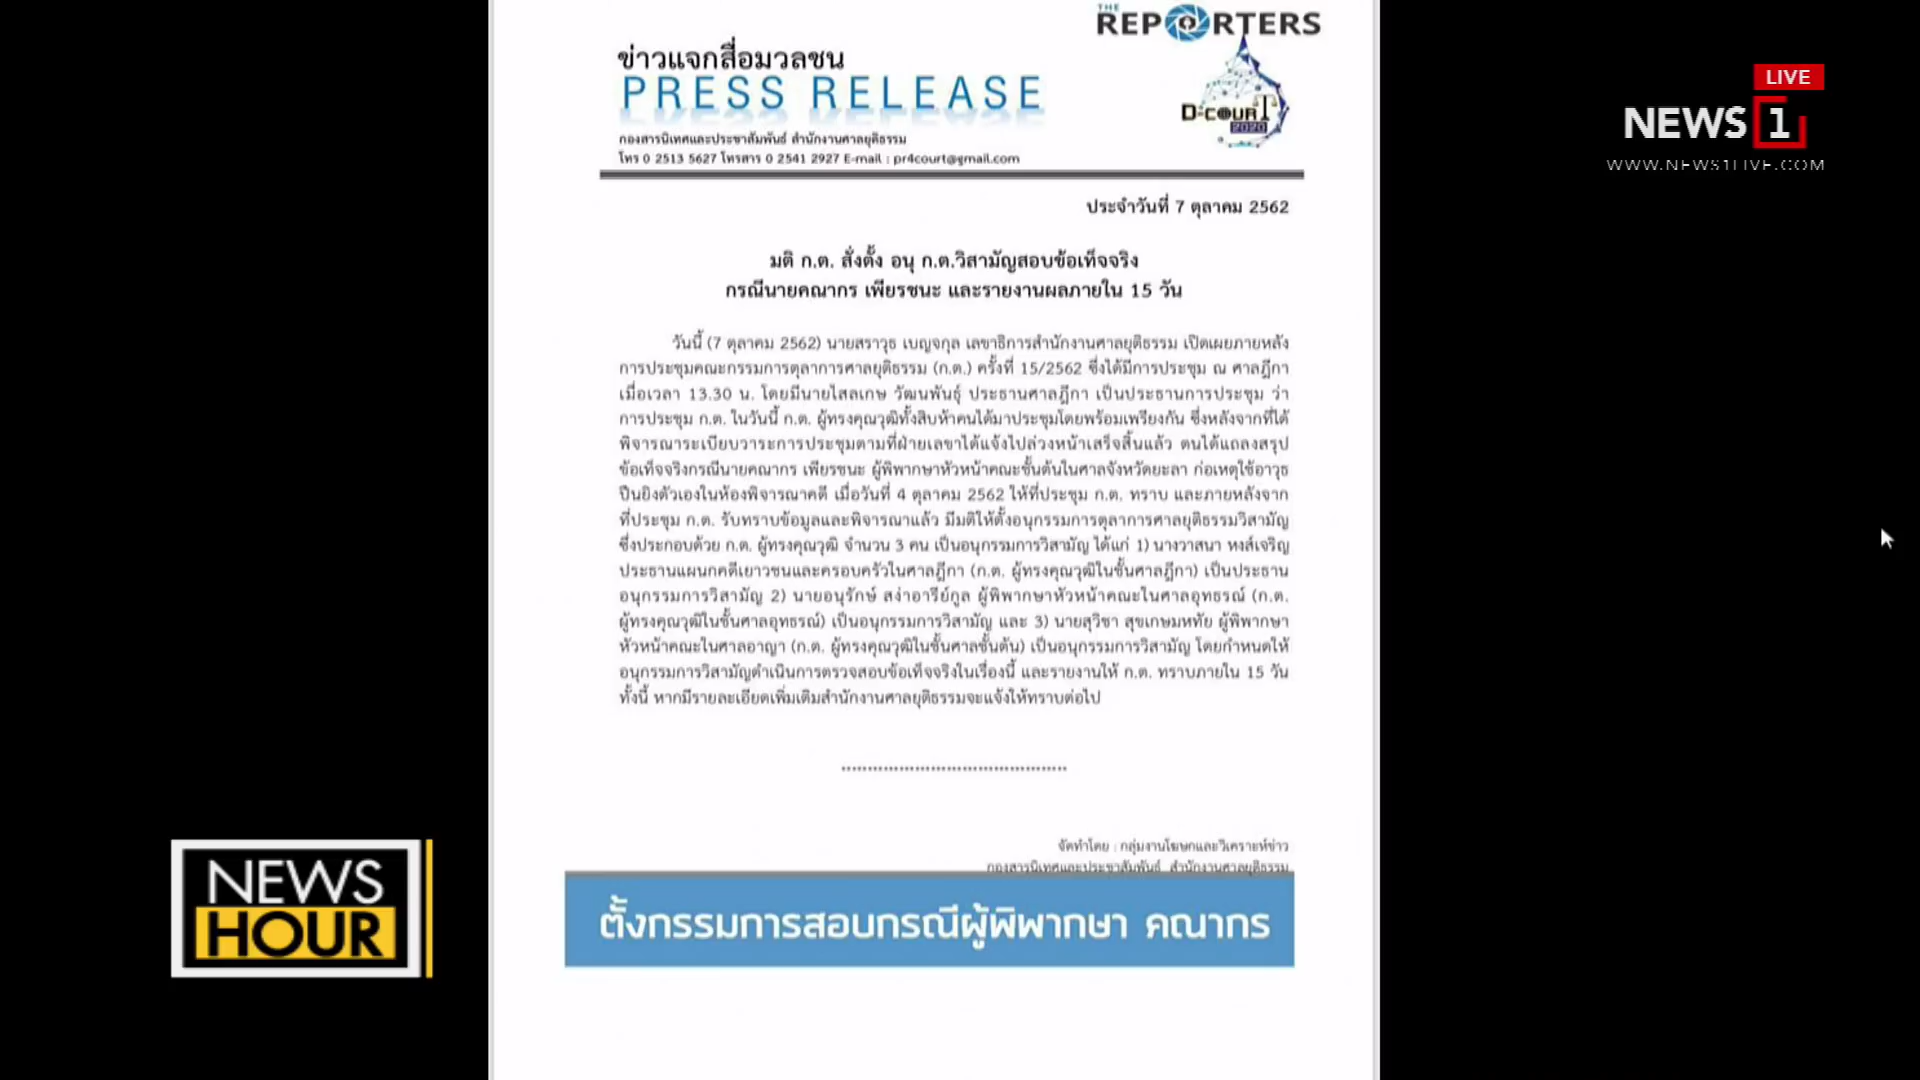 THE
REPORTERS
ข่าวแจกสื่อมวลชน
PRESS RELEASE
D-COURT
2020
กองสารนิเทศและประชาสัมพันธ์ สำนักงานศาลยุติธรรม
โทร 0 2513 5627 โทรสาร 0 2541 2927 E-mail : pr4court@gmail.com
LIVE
NEWS 1
WWW.NEWS1LIVE.COM
ประจำวันที่ 7 ตุลาคม 2562
มติ ก.ต. สั่งตั้ง อนุ ก.ต.วิสามัญสอบข้อเท็จจริง
กรณีนายคณากร เพียรชนะ และรายงานผลภายใน 15 วัน
วันนี้ (7 ตุลาคม 2562) นายสราวุธ เบญจกุล เลขาธิการสำนักงานศาลยุติธรรม เปิดเผยภายหลัง
การประชุมคณะกรรมการตุลาการศาลยุติธรรม (ก.ต.) ครั้งที่ 15/2562 ซึ่งได้มีการประชุม ณ ศาลฎีกา
เมื่อเวลา 13.30 น. โดยมีนายไสลเกษ วัฒนพันธุ์ ประธานศาลฎีกา เป็นประธานการประชุม ว่า
การประชุม ก.ต. ในวันนี้ ก.ต. ผู้ทรงคุณวุฒิทั้งสิบห้าคนได้มาประชุมโดยพร้อมเพรียงกัน ซึ่งหลังจากที่ได้
พิจารณาระเบียบวาระการประชุมตามที่ฝ่ายเลขาได้แจ้งไปล่วงหน้าเสร็จสิ้นแล้ว ตนได้แถลงสรุป
ข้อเท็จจริงกรณีนายคณากร เพียรชนะ ผู้พิพากษาหัวหน้าคณะชั้นต้นในศาลจังหวัดยะลา ก่อเหตุใช้อาวุธ
ปืนยิงตัวเองในห้องพิจารณาคดี เมื่อวันที่ 4 ตุลาคม 2562 ให้ที่ประชุม ก.ต. ทราบ และภายหลังจาก
ที่ประชุม ก.ต. รับทราบข้อมูลและพิจารณาแล้ว มีมติให้ตั้งอนุกรรมการตุลาการศาลยุติธรรมวิสามัญ
ซึ่งประกอบด้วย ก.ต. ผู้ทรงคุณวุฒิ จำนวน 3 คน เป็นอนุกรรมการวิสามัญ ได้แก่ 1) นางวาสนา หงส์เจริญ
ประธานแผนกคดีเยาวชนและครอบครัวในศาลฎีกา (ก.ต. ผู้ทรงคุณวุฒิในชั้นศาลฎีกา) เป็นประธาน
อนุกรรมการวิสามัญ 2) นายอนุรักษ์ สง่าอารีย์กูล ผู้พิพากษาหัวหน้าคณะในศาลอุทธรณ์ (ก.ต.
ผู้ทรงคุณวุฒิในชั้นศาลอุทธรณ์) เป็นอนุกรรมการวิสามัญ และ 3) นายสุวิชา สุขเกษมหทัย ผู้พิพากษา
หัวหน้าคณะในศาลอาญา (ก.ต. ผู้ทรงคุณวุฒิในชั้นศาลชั้นต้น) เป็นอนุกรรมการวิสามัญ โดยกำหนดให้
อนุกรรมการวิสามัญดำเนินการตรวจสอบข้อเท็จจริงในเรื่องนี้ และรายงานให้ ก.ต. ทราบภายใน 15 วัน
ทั้งนี้ หากมีรายละเอียดเพิ่มเติมสำนักงานศาลยุติธรรมจะแจ้งให้ทราบต่อไป
จัดทำโดย : กลุ่มงานโฆษกและวิเคราะห์ข่าว
กองสารนิเทศและประชาสัมพันธ์ สำนักงานศาลยุติธรรม
NEWS
HOUR
ตั้งกรรมการสอบกรณีผู้พิพากษา คณากร